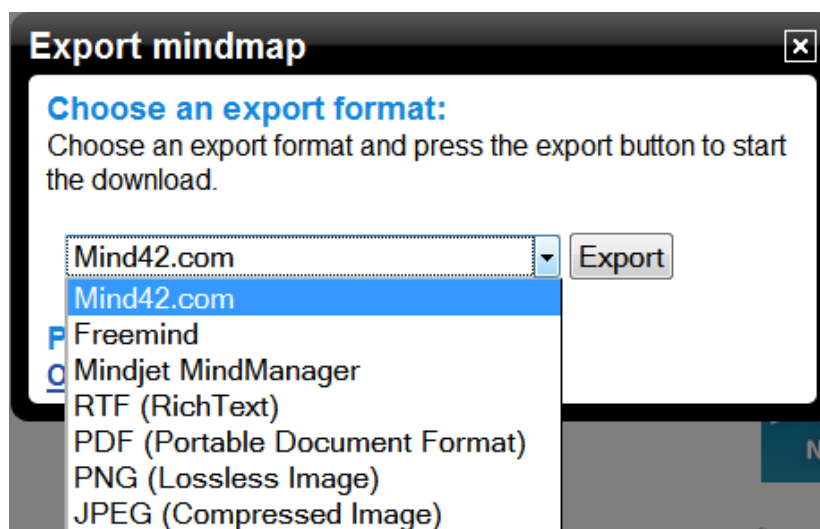 Export mindmap
Choose an export format:
Choose an export format and press the export button to start
the download.
Mind42.com
Export
Mind42.com
Freemind
Mindjet MindManager
RTF (RichText)
PDF (Portable Document Format)
PNG (Lossless Image)
JPEG (Compressed Image)